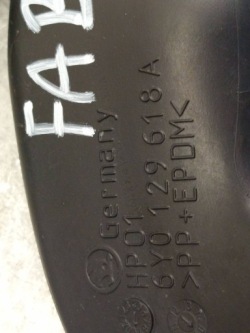 FAB
Germany
HP01
6Y0 129 618 A
>PP+EPDM<